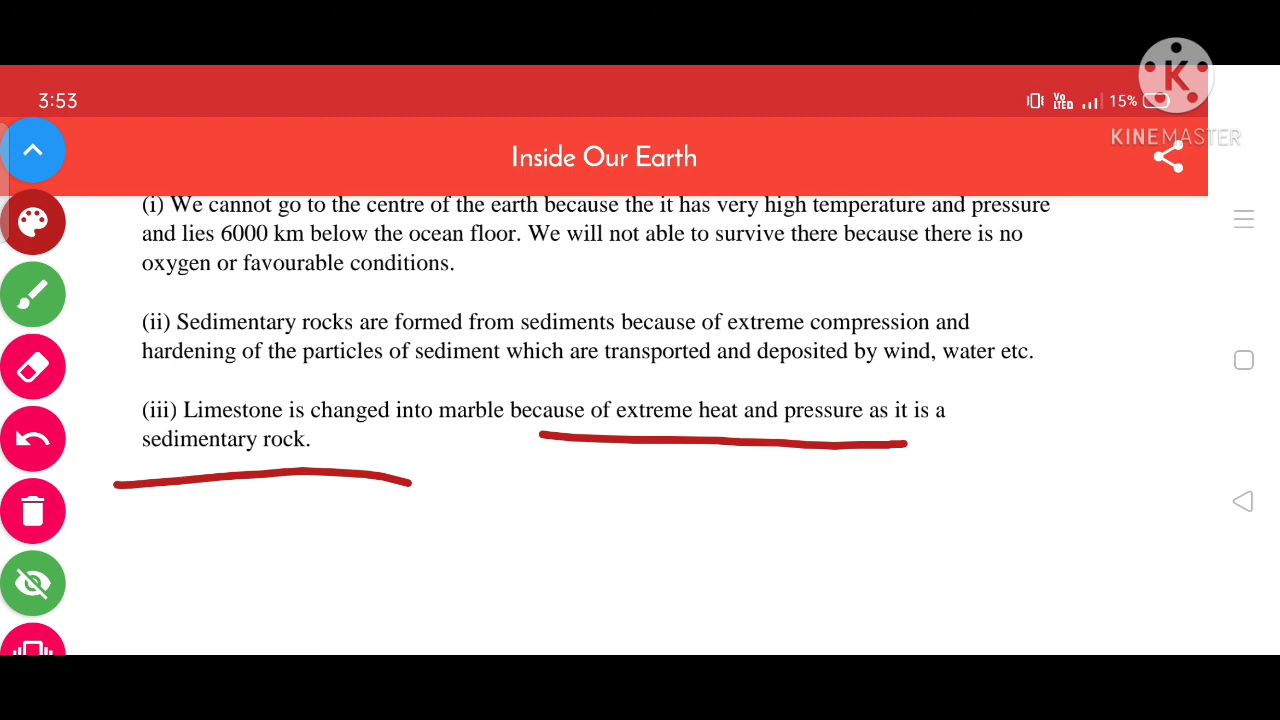 3:53
Vo
LTED
15%
K
KINEMASTER
Inside Our Earth
(i) We cannot go to the centre of the earth because the it has very high temperature and pressure
and lies 6000 km below the ocean floor. We will not able to survive there because there is no
oxygen or favourable conditions.
(ii) Sedimentary rocks are formed from sediments because of extreme compression and
hardening of the particles of sediment which are transported and deposited by wind, water etc.
(iii) Limestone is changed into marble because of extreme heat and pressure as it is a
sedimentary rock.